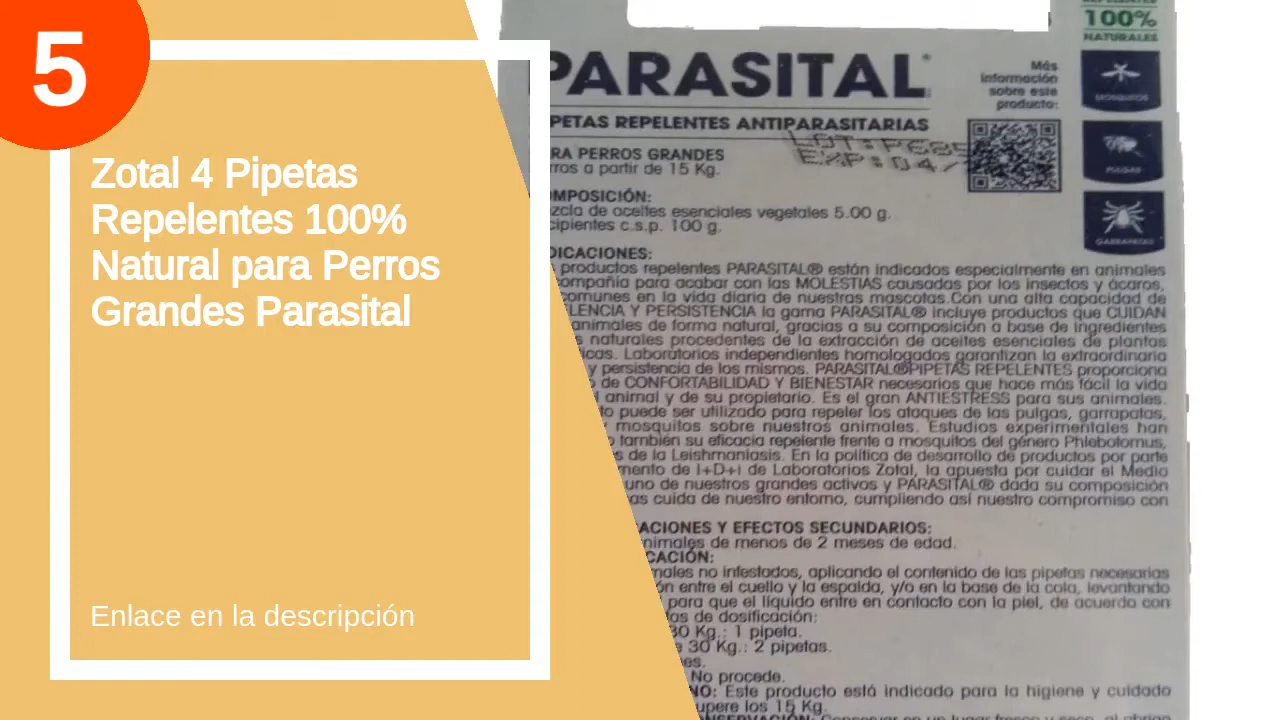 5
Zotal 4 Pipetas
Repelentes 100%
Natural para Perros
Grandes Parasital
Enlace en la descripción
100%
NATURALES
PARASITAL
Más
información
sobre este
producto:
MOSQUITOS
PULGAS
GARRAPATAS
PETAS REPELENTES ANTIPARASITARIAS
LOT:P685
EXP:04/
RA PERROS GRANDES
rros a partir de 15 Kg.
MPOSICIÓN:
zcla de aceites esenciales vegetales 5.00 g.
cipientes c.s.p. 100 g.
DICACIONES:
productos repelentes PARASITAL® están indicados especialmente en animales
ompañía para acabar con las MOLESTIAS causadas por los insectos y ácaros,
comunes en la vida diaria de nuestras mascotas.Con una alta capacidad de
ELENCIA Y PERSISTENCIA la gama PARASITAL® incluye productos que CUIDAN
animales de forma natural, gracias a su composición a base de ingredientes
s naturales procedentes de la extracción de aceites esenciales de plantas
icas. Laboratorios independientes homologados garantizan la extraordinaria
y persistencia de los mismos. PARASITAL®PIPETAS REPELENTES proporciona
o de CONFORTABILIDAD Y BIENESTAR necesarios que hace más fácil la vida
l animal y de su propietario. Es el gran ANTIESTRESS para sus animales.
to puede ser utilizado para repeler los ataques de las pulgas, garrapatas,
y mosquitos sobre nuestros animales. Estudios experimentales han
o también su eficacia repelente frente a mosquitos del género Phlebotomus,
s de la Leishmaniasis. En la política de desarrollo de productos por parte
mento de I+D+i de Laboratorios Zotal, la apuesta por cuidar el Medio
uno de nuestros grandes activos y PARASITAL® dada su composición
as cuida de nuestro entorno, cumpliendo así nuestro compromiso con
ACIONES Y EFECTOS SECUNDARIOS:
nimales de menos de 2 meses de edad.
CACIÓN:
males no infestados, aplicando el contenido de las pipetas necesarias
ón entre el cuello y la espalda, y/o en la base de la cola, levantando
para que el líquido entre en contacto con la piel, de acuerdo con
as de dosificación:
30 Kg.: 1 pipeta.
e 30 Kg.: 2 pipetas.
es.
No procede.
NO: Este producto está indicado para la higiene y cuidado
upere los 15 Kg.